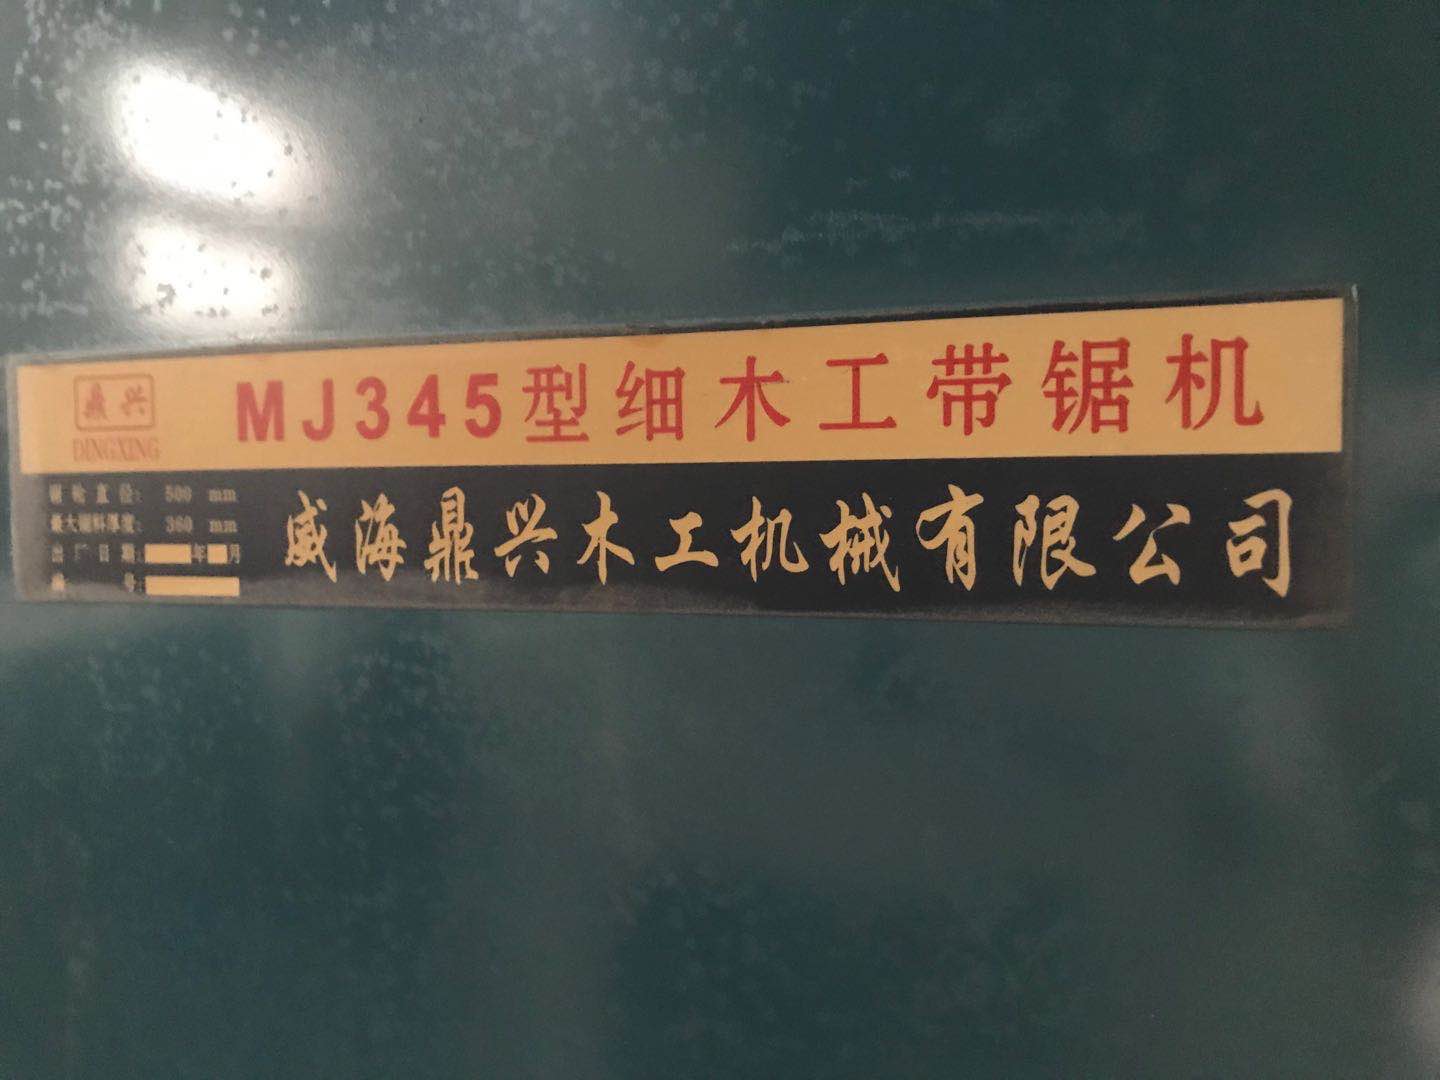 鼎兴
DINGXING
MJ345型细木工带锯机
锯轮直径: 500 mm
最大锯料厚度: 360 mm
出厂日期: 年 月
编号:
威海鼎兴木工机械有限公司